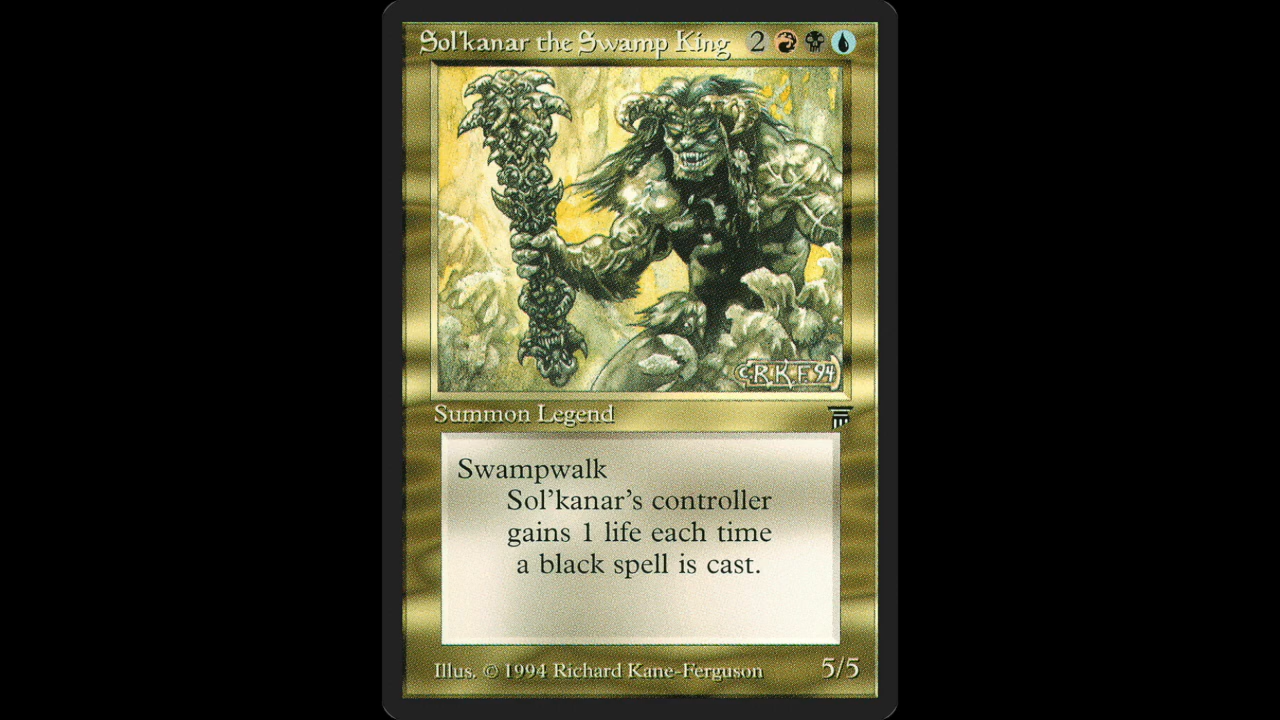 Sol'kanar the Swamp King 2
C.R.K.F. 94
Summon Legend
Swampwalk
Sol'kanar's controller
gains 1 life each time
a black spell is cast.
Illus. © 1994 Richard Kane-Ferguson 5/5